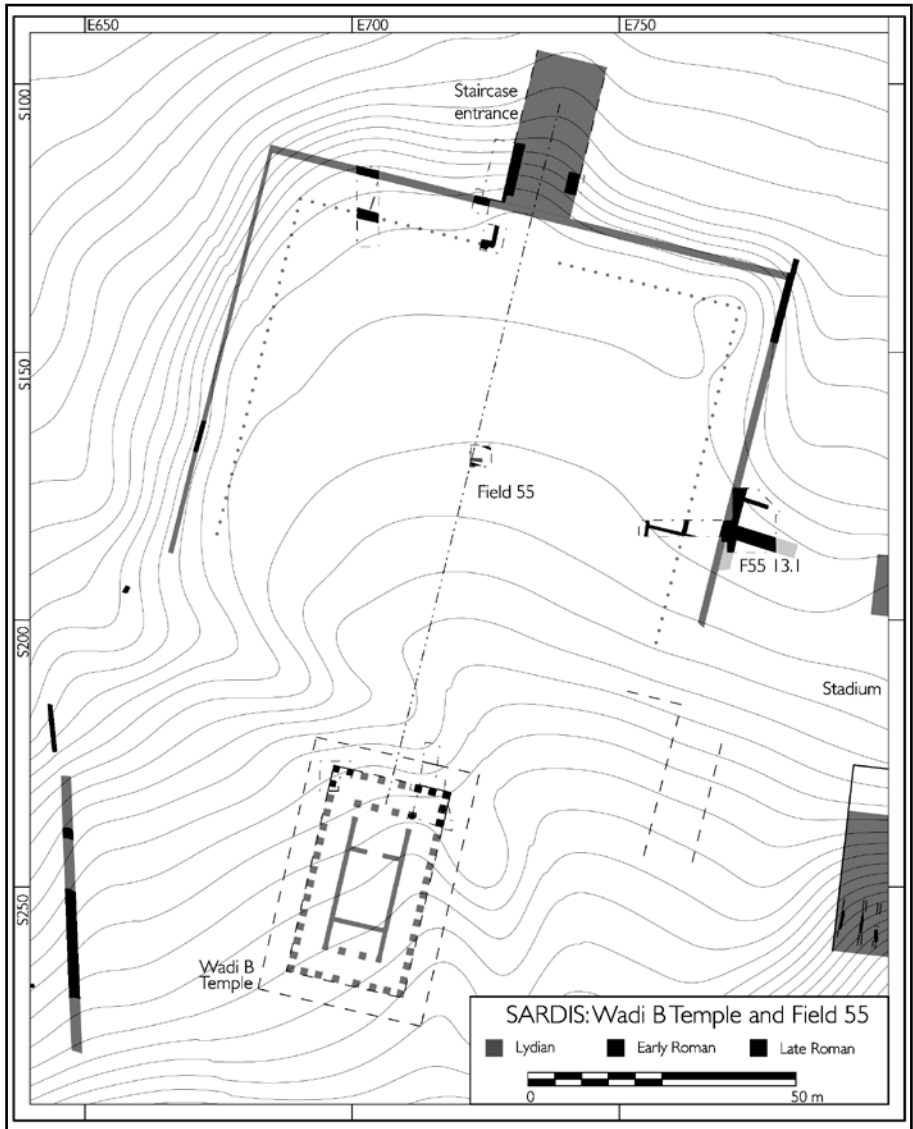 E650
E700
E750
S100
Staircase
entrance
S150
Field 55
F55 13.1
S200
Stadium
S250
Wadi B
Temple
SARDIS: Wadi B Temple and Field 55
Lydian
Early Roman
Late Roman
0
50 m